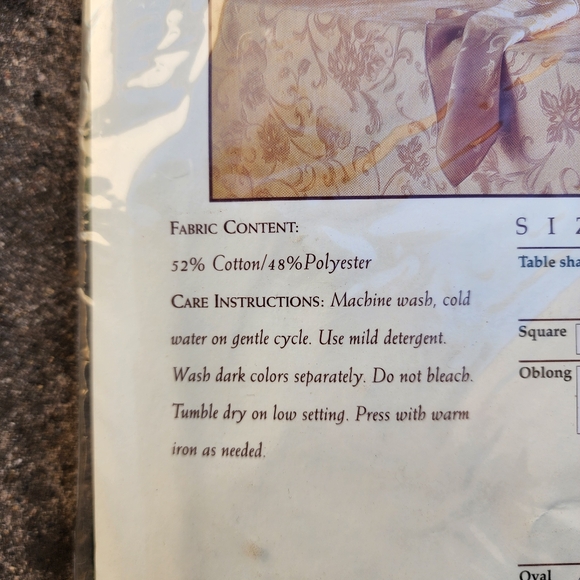 FABRIC CONTENT:
52% Cotton/48%Polyester
CARE INSTRUCTIONS: Machine wash, cold
water on gentle cycle. Use mild detergent.
Wash dark colors separately. Do not bleach.
Tumble dry on low setting. Press with warm
iron as needed.
S I Z
Table sha
Square
Oblong
Oval